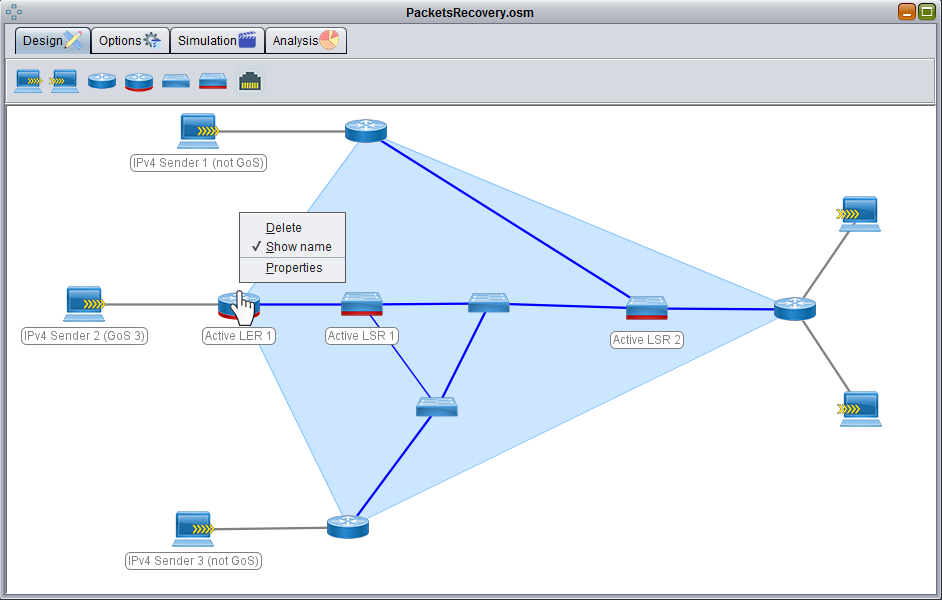 PacketsRecovery.osm
Design
Options
Simulation
Analysis
IPv4 Sender 1 (not GoS)
Delete
✓ Show name
Properties
IPv4 Sender 2 (GoS 3)
Active LER 1
Active LSR 1
Active LSR 2
IPv4 Sender 3 (not GoS)